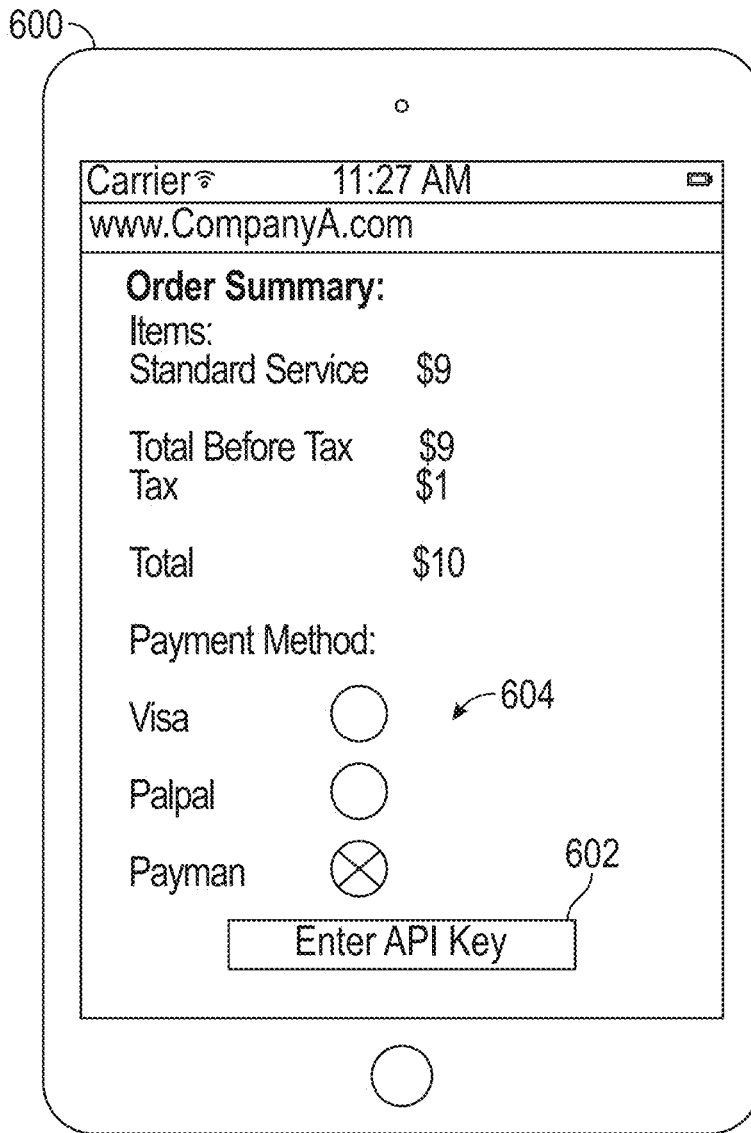 600
Carrier 11:27 AM
www.CompanyA.com
Order Summary:
Items:
Standard Service $9
Total Before Tax $9
Tax $1
Total $10
Payment Method:
Visa
604
Palpal
Payman
602
Enter API Key